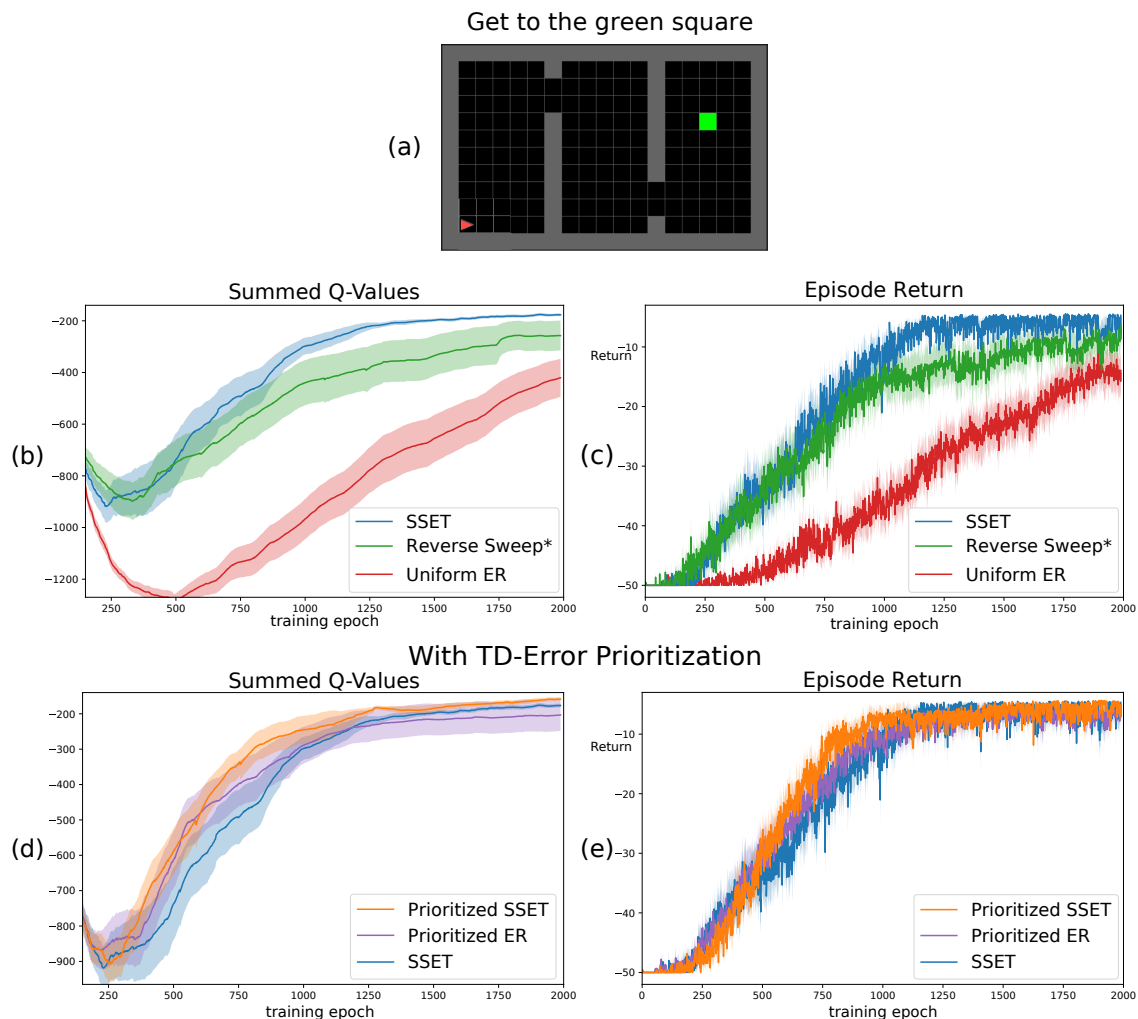 Get to the green square
(a)
Summed Q-Values
−200
−400
−600
−800
−1000
−1200
250
500
750
1000
1250
1500
1750
2000
training epoch
(b)
SSET
Reverse Sweep*
Uniform ER
Episode Return
Return
−10
−20
−30
−40
−50
0
250
500
750
1000
1250
1500
1750
2000
training epoch
(c)
SSET
Reverse Sweep*
Uniform ER
With TD-Error Prioritization
Summed Q-Values
−200
−300
−400
−500
−600
−700
−800
−900
250
500
750
1000
1250
1500
1750
2000
training epoch
(d)
Prioritized SSET
Prioritized ER
SSET
Episode Return
Return
−10
−20
−30
−40
−50
0
250
500
750
1000
1250
1500
1750
2000
training epoch
(e)
Prioritized SSET
Prioritized ER
SSET